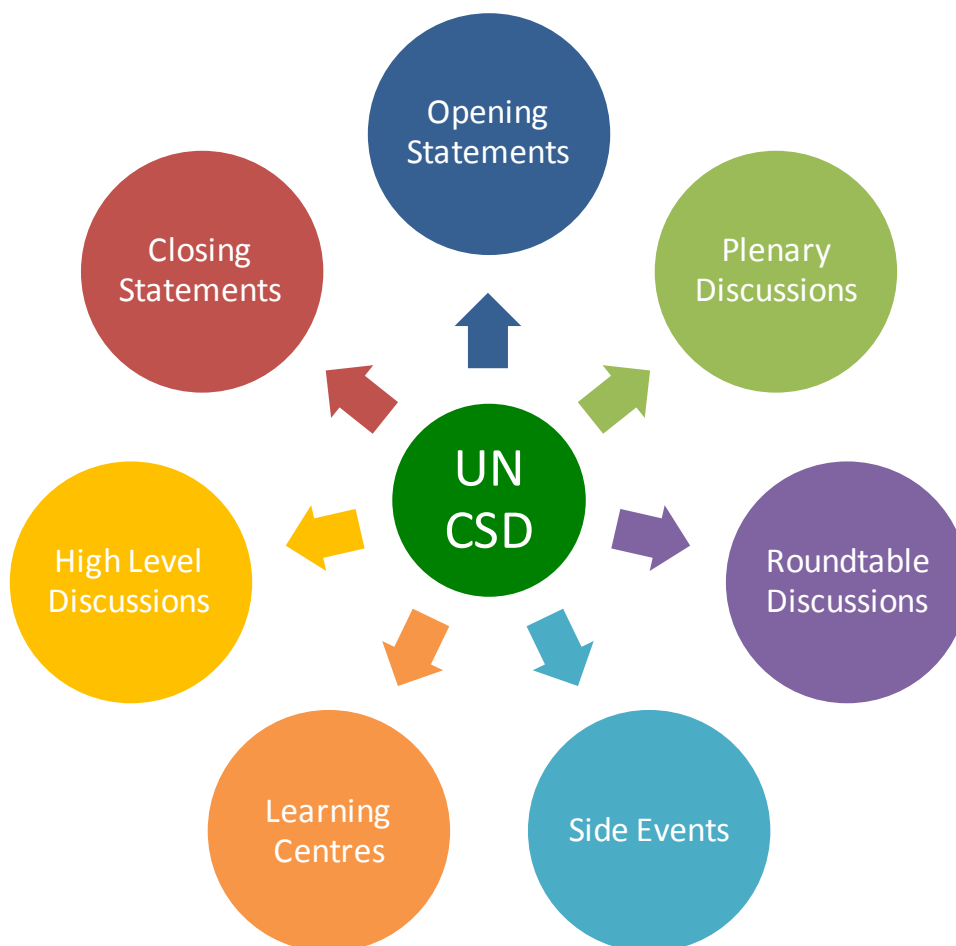 Opening
Statements
Plenary
Discussions
Roundtable
Discussions
Side Events
Learning
Centres
High Level
Discussions
Closing
Statements
UN
CSD